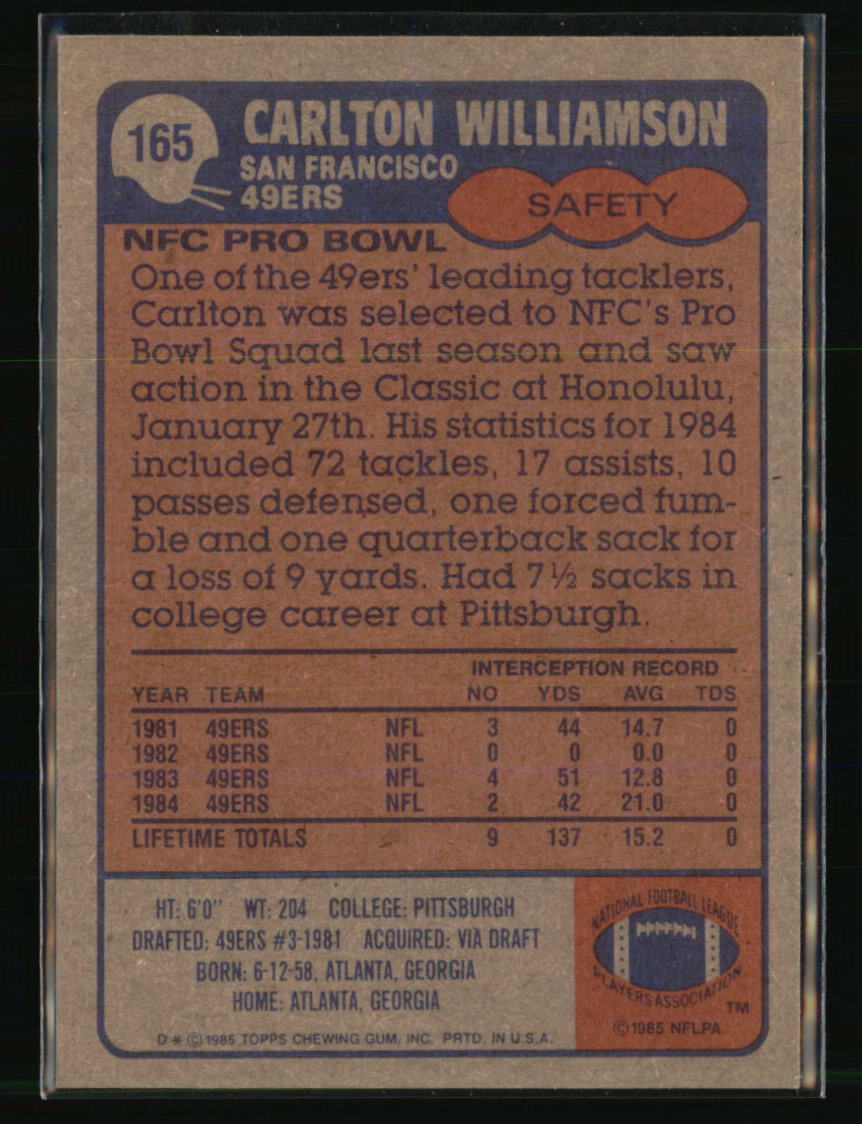 165
CARLTON WILLIAMSON
SAN FRANCISCO
49ERS
SAFETY
NFC PRO BOWL
One of the 49ers' leading tacklers,
Carlton was selected to NFC's Pro
Bowl Squad last season and saw
action in the Classic at Honolulu,
January 27th. His statistics for 1984
included 72 tackles, 17 assists, 10
passes defensed, one forced fum-
ble and one quarterback sack for
a loss of 9 yards. Had 7½ sacks in
college career at Pittsburgh.
INTERCEPTION RECORD
YEAR TEAM NO YDS AVG TDS
1981 49ERS NFL 3 44 14.7 0
1982 49ERS NFL 0 0 0.0 0
1983 49ERS NFL 4 51 12.8 0
1984 49ERS NFL 2 42 21.0 0
LIFETIME TOTALS 9 137 15.2 0
HT: 6'0" WT: 204 COLLEGE: PITTSBURGH
DRAFTED: 49ERS #3-1981 ACQUIRED: VIA DRAFT
BORN: 6-12-58, ATLANTA, GEORGIA
HOME: ATLANTA, GEORGIA
D * © 1985 TOPPS CHEWING GUM, INC. PRTD. IN U.S.A.
NATIONAL FOOTBALL LEAGUE
PLAYERS ASSOCIATION
TM
© 1985 NFLPA